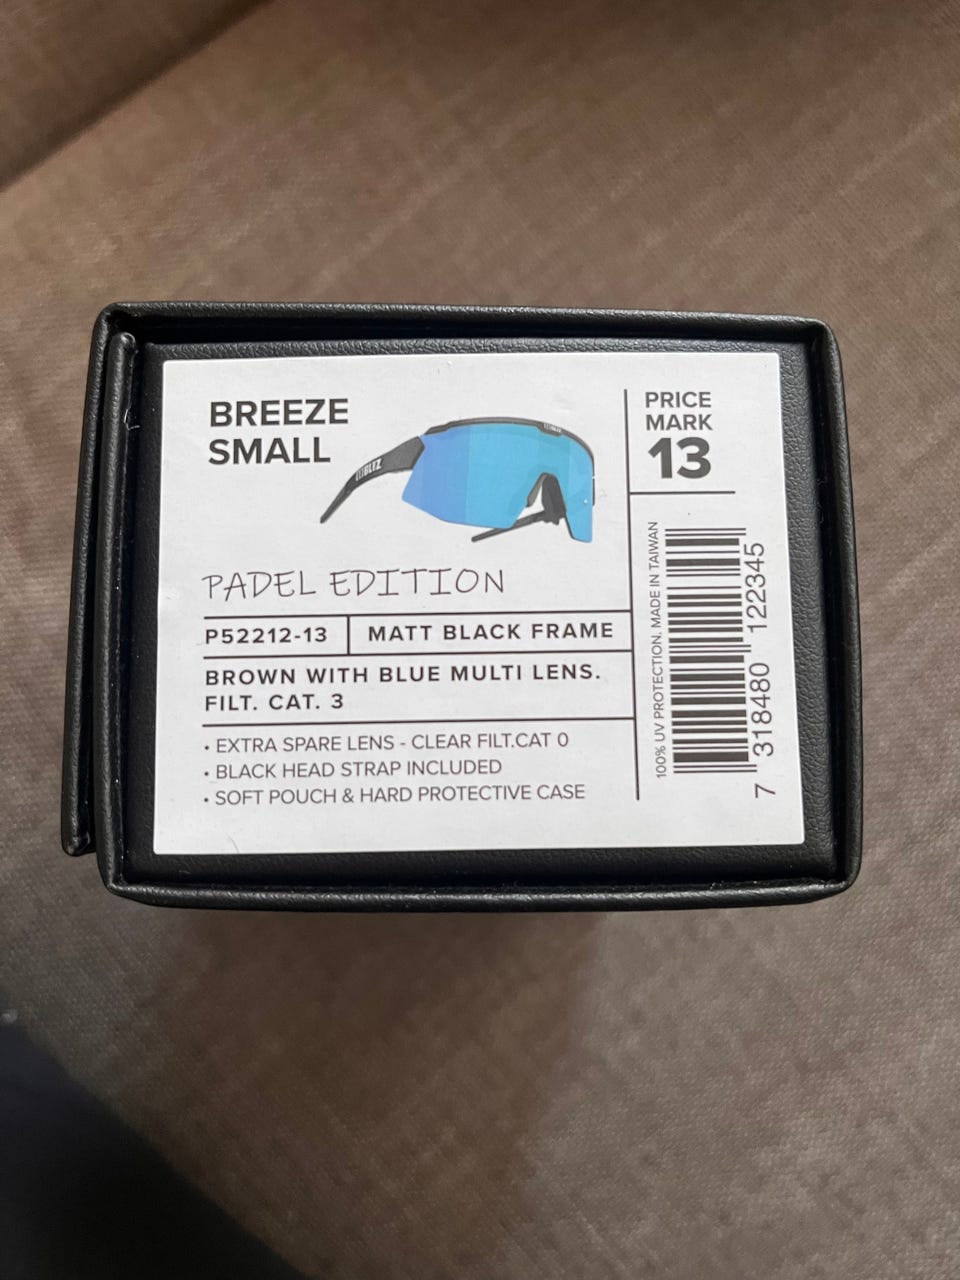 BREEZE
SMALL
BLIZ
PADEL EDITION
P52212-13
MATT BLACK FRAME
BROWN WITH BLUE MULTI LENS.
FILT. CAT. 3
• EXTRA SPARE LENS - CLEAR FILT.CAT 0
• BLACK HEAD STRAP INCLUDED
• SOFT POUCH & HARD PROTECTIVE CASE
PRICE
MARK
13
100% UV PROTECTION. MADE IN TAIWAN
7 318480 122345